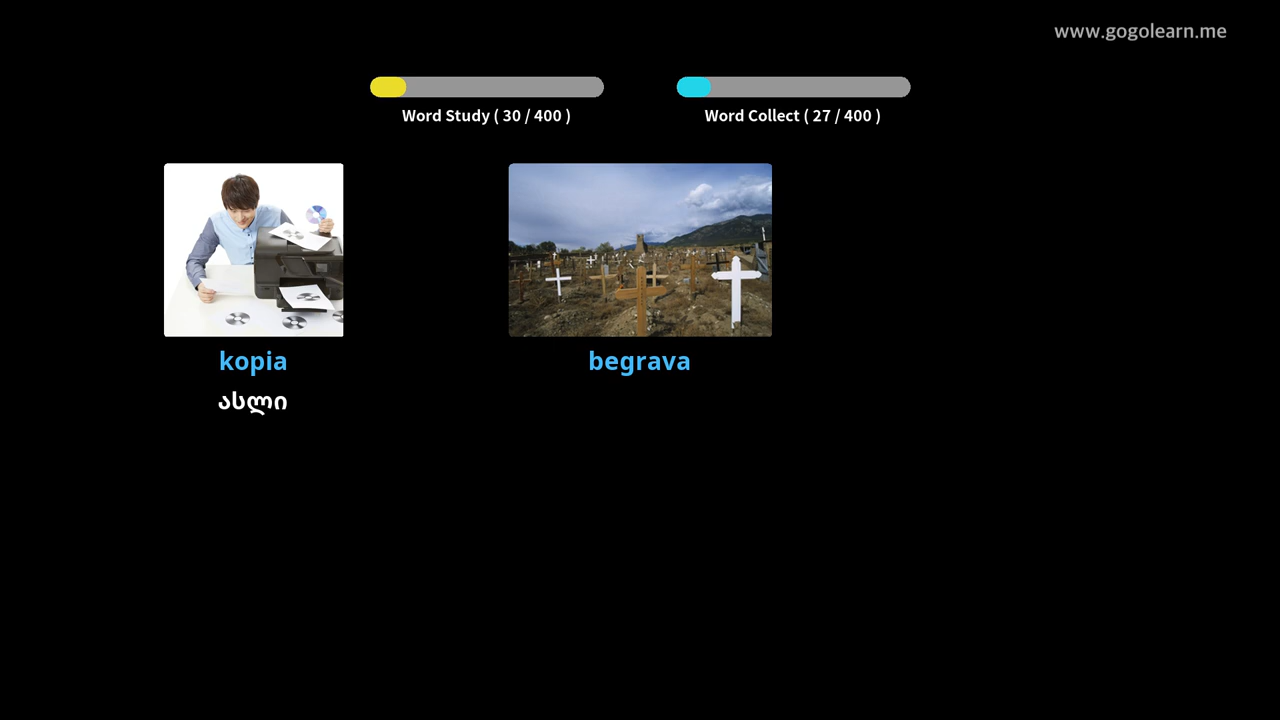 www.gogolearn.me
Word Study ( 30 / 400 )
Word Collect ( 27 / 400 )
kopia
begrava
ასლი